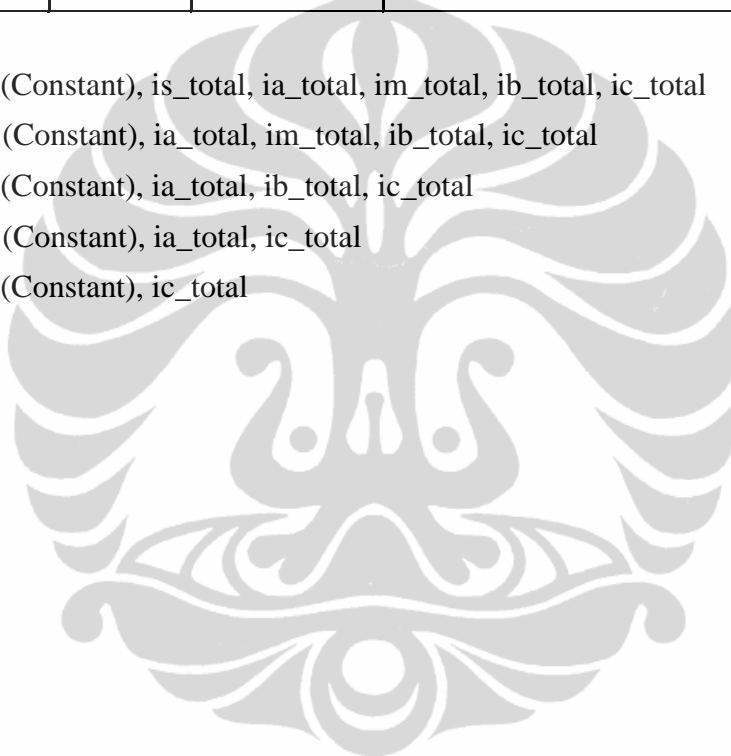 (Constant), is_total, ia_total, im_total, ib_total, ic_total
(Constant), ia_total, im_total, ib_total, ic_total
(Constant), ia_total, ib_total, ic_total
(Constant), ia_total, ic_total
(Constant), ic_total